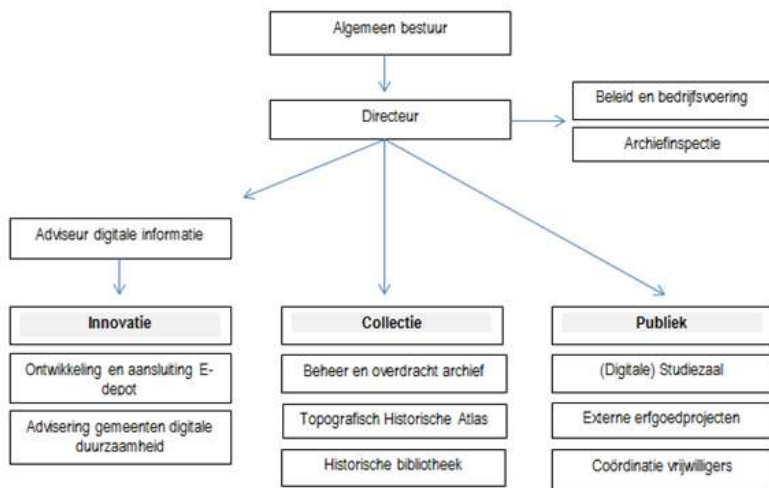 Algemeen bestuur
Directeur
Beleid en bedrijfsvoering
Archiefinspectie
Adviseur digitale informatie
Innovatie
Ontwikkeling en aansluiting E-
depot
Advisering gemeenten digitale
duurzaamheid
Collectie
Beheer en overdracht archief
Topografisch Historische Atlas
Historische bibliotheek
Publiek
(Digitale) Studiezaal
Externe erfgoedprojecten
Coördinatie vrijwilligers